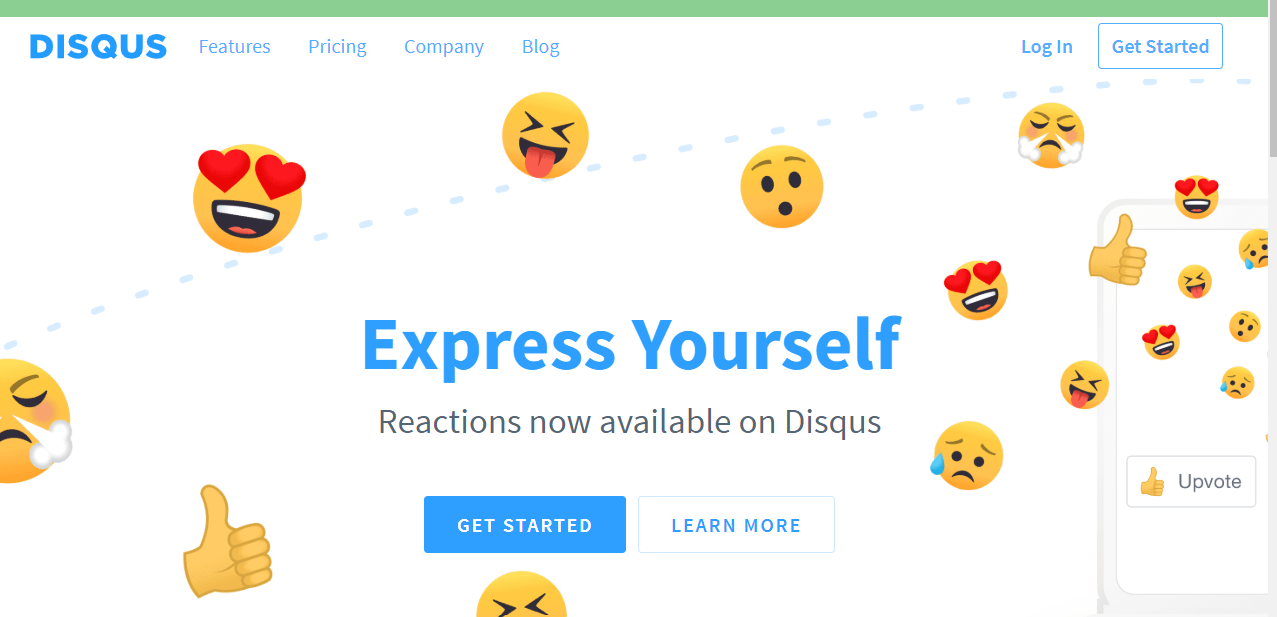 DISQUS Features Pricing Company Blog Log In Get Started
Express Yourself
Reactions now available on Disqus
Upvote
GET STARTED LEARN MORE